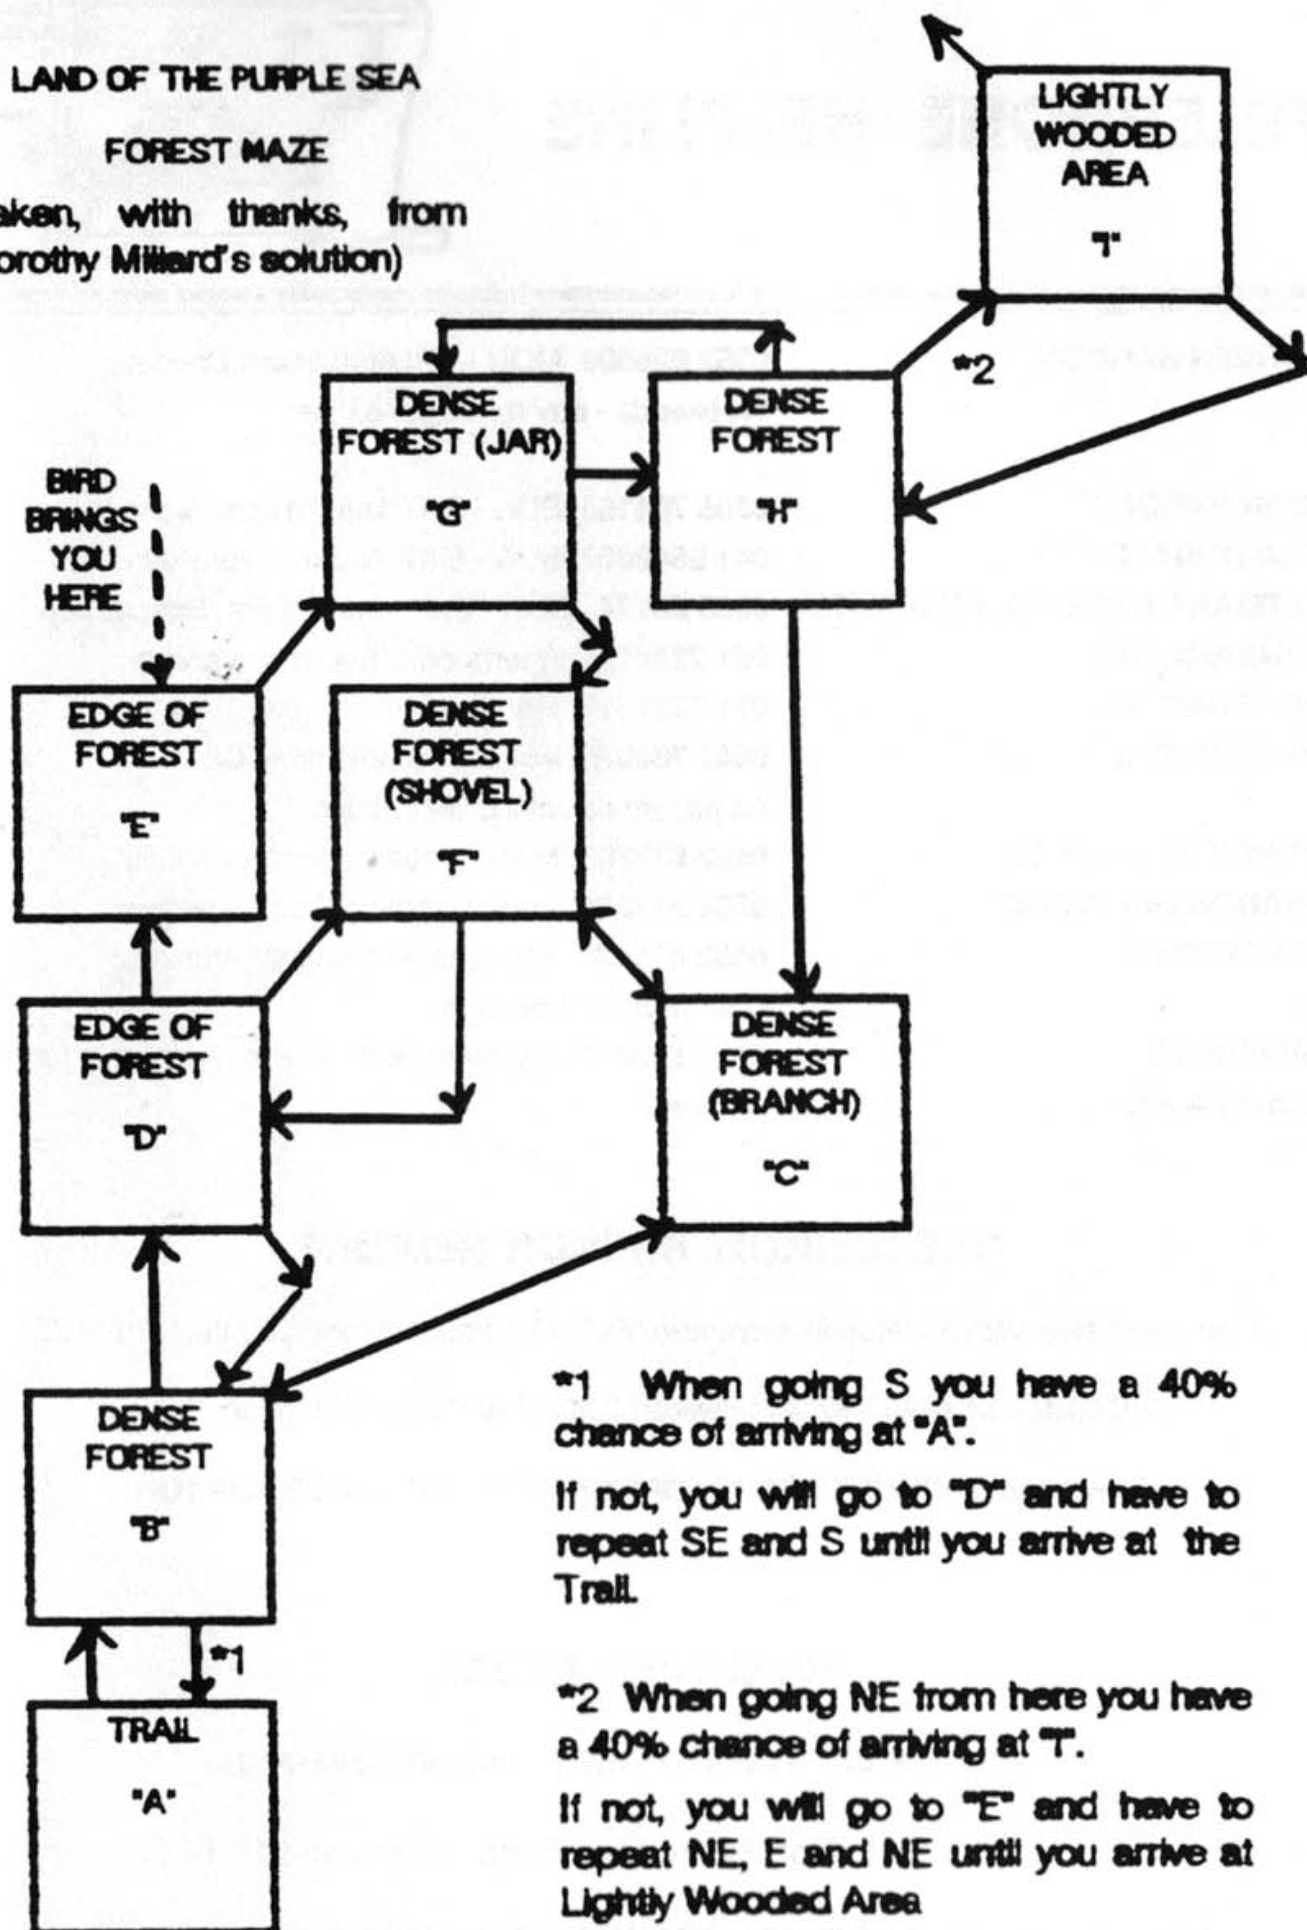 LAND OF THE PURPLE SEA
FOREST MAZE
aken, with thanks, from
orothy Millard's solution)
LIGHTLY
WOODED
AREA
"I"
*2
DENSE
FOREST (JAR)
"G"
DENSE
FOREST
"H"
BIRD
BRINGS
YOU
HERE
EDGE OF
FOREST
"E"
DENSE
FOREST
(SHOVEL)
"F"
EDGE OF
FOREST
"D"
DENSE
FOREST
(BRANCH)
"C"
DENSE
FOREST
"B"
*1
TRAIL
"A"
*1 When going S you have a 40%
chance of arriving at "A".
If not, you will go to "D" and have to
repeat SE and S until you arrive at the
Trail.
*2 When going NE from here you have
a 40% chance of arriving at "I".
If not, you will go to "E" and have to
repeat NE, E and NE until you arrive at
Lightly Wooded Area